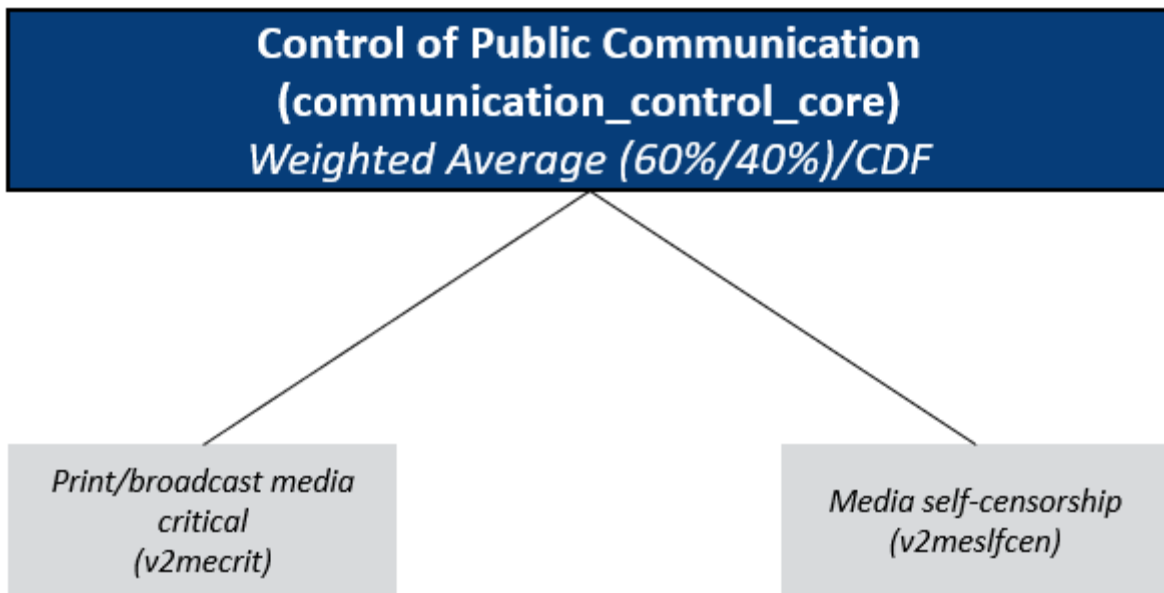 Control of Public Communication
(communication_control_core)
Weighted Average (60%/40%)/CDF
Print/broadcast media
critical
(v2mecrit)
Media self-censorship
(v2meslfcen)